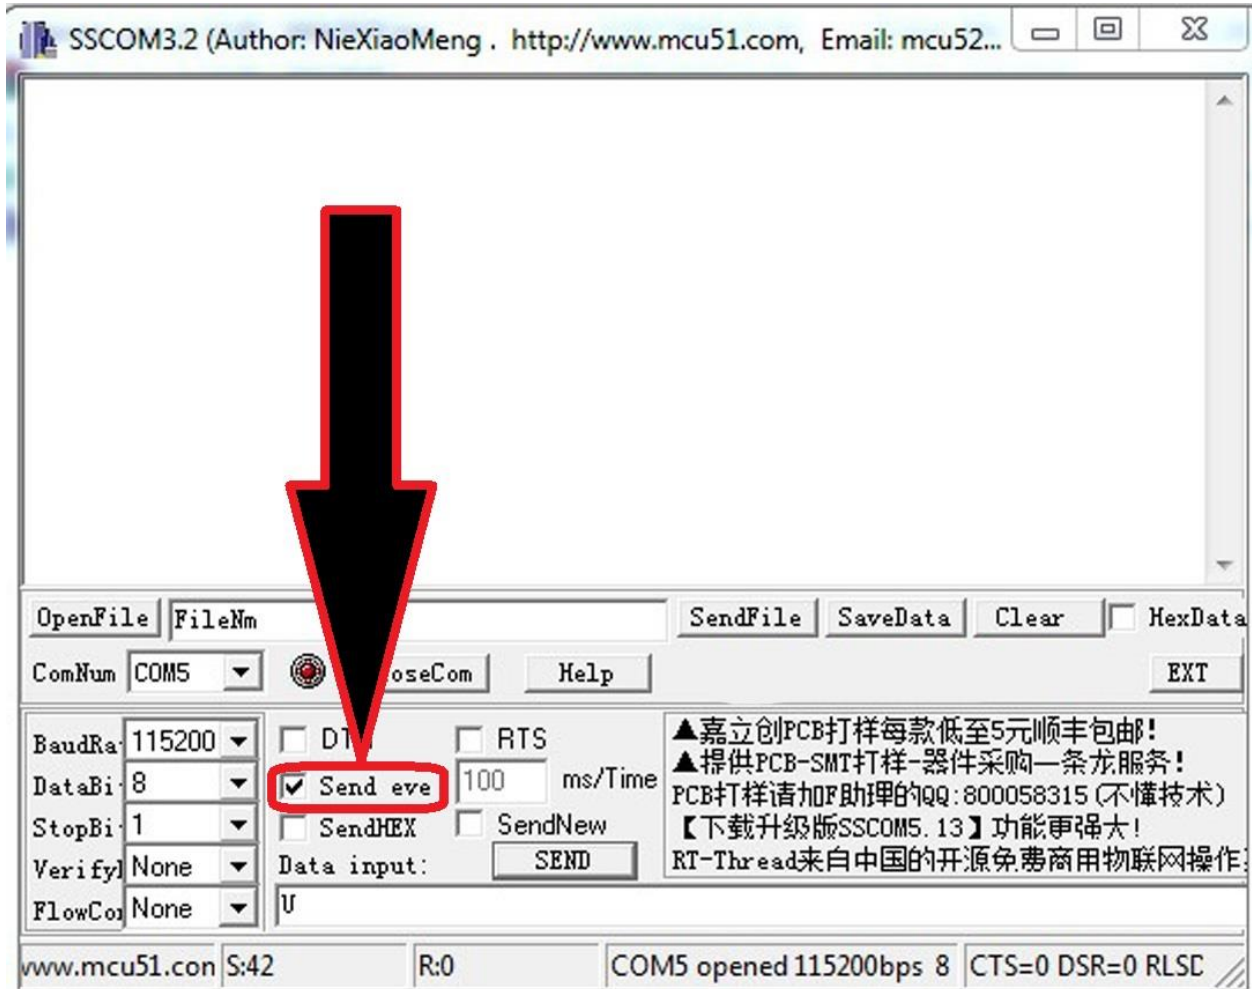 SSCOM3.2 (Author: NieXiaoMeng . http://www.mcu51.com, Email: mcu52...
OpenFile FileNm SendFile SaveData Clear HexData
ComNum COM5 oseCom Help EXT
BaudRa 115200 DT RTS
DataBi 8 Send eve 100 ms/Time
StopBi 1 SendHEX SendNew
Verify None Data input: SEND
FlowCo None U
▲嘉立创PCB打样每款低至5元顺丰包邮!
▲提供PCB-SMT打样-器件采购一条龙服务!
PCB打样请加F助理的QQ:800058315(不懂技术)
【下载升级版SSCOM5.13】功能更强大!
RT-Thread来自中国的开源免费商用物联网操作
www.mcu51.con S:42 R:0 COM5 opened 115200bps 8 CTS=0 DSR=0 RLSD